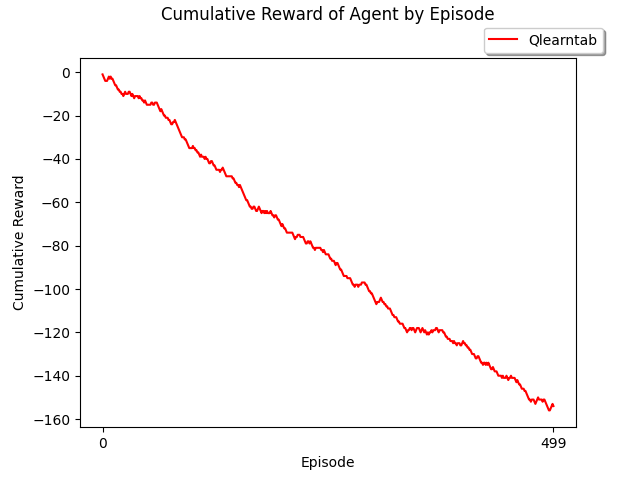 Cumulative Reward of Agent by Episode
Qlearntab
0
−20
−40
−60
−80
−100
−120
−140
−160
Cumulative Reward
0
499
Episode